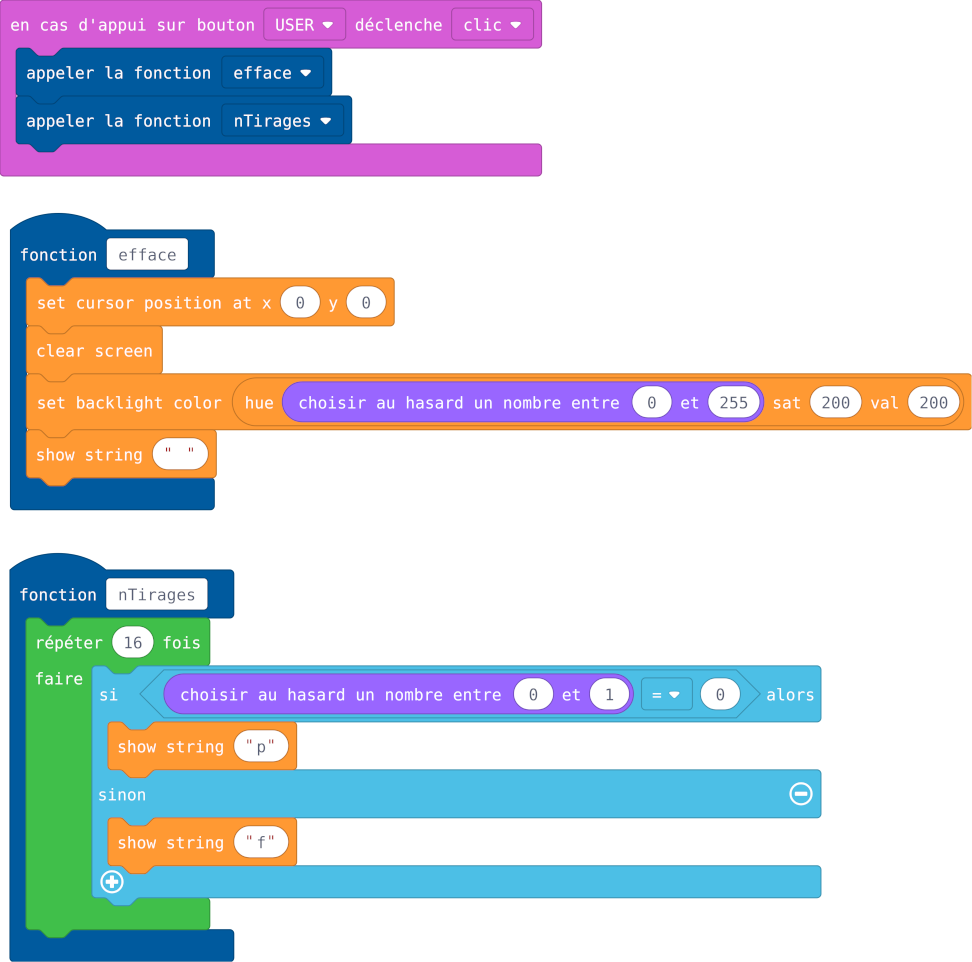 en cas d'appui sur bouton USER déclenche clic
appeler la fonction efface
appeler la fonction nTirages
fonction efface
set cursor position at x 0 y 0
clear screen
set backlight color hue choisir au hasard un nombre entre 0 et 255 sat 200 val 200
show string " "
fonction nTirages
répéter 16 fois
faire
si choisir au hasard un nombre entre 0 et 1 = 0 alors
show string "p"
sinon
show string "f"